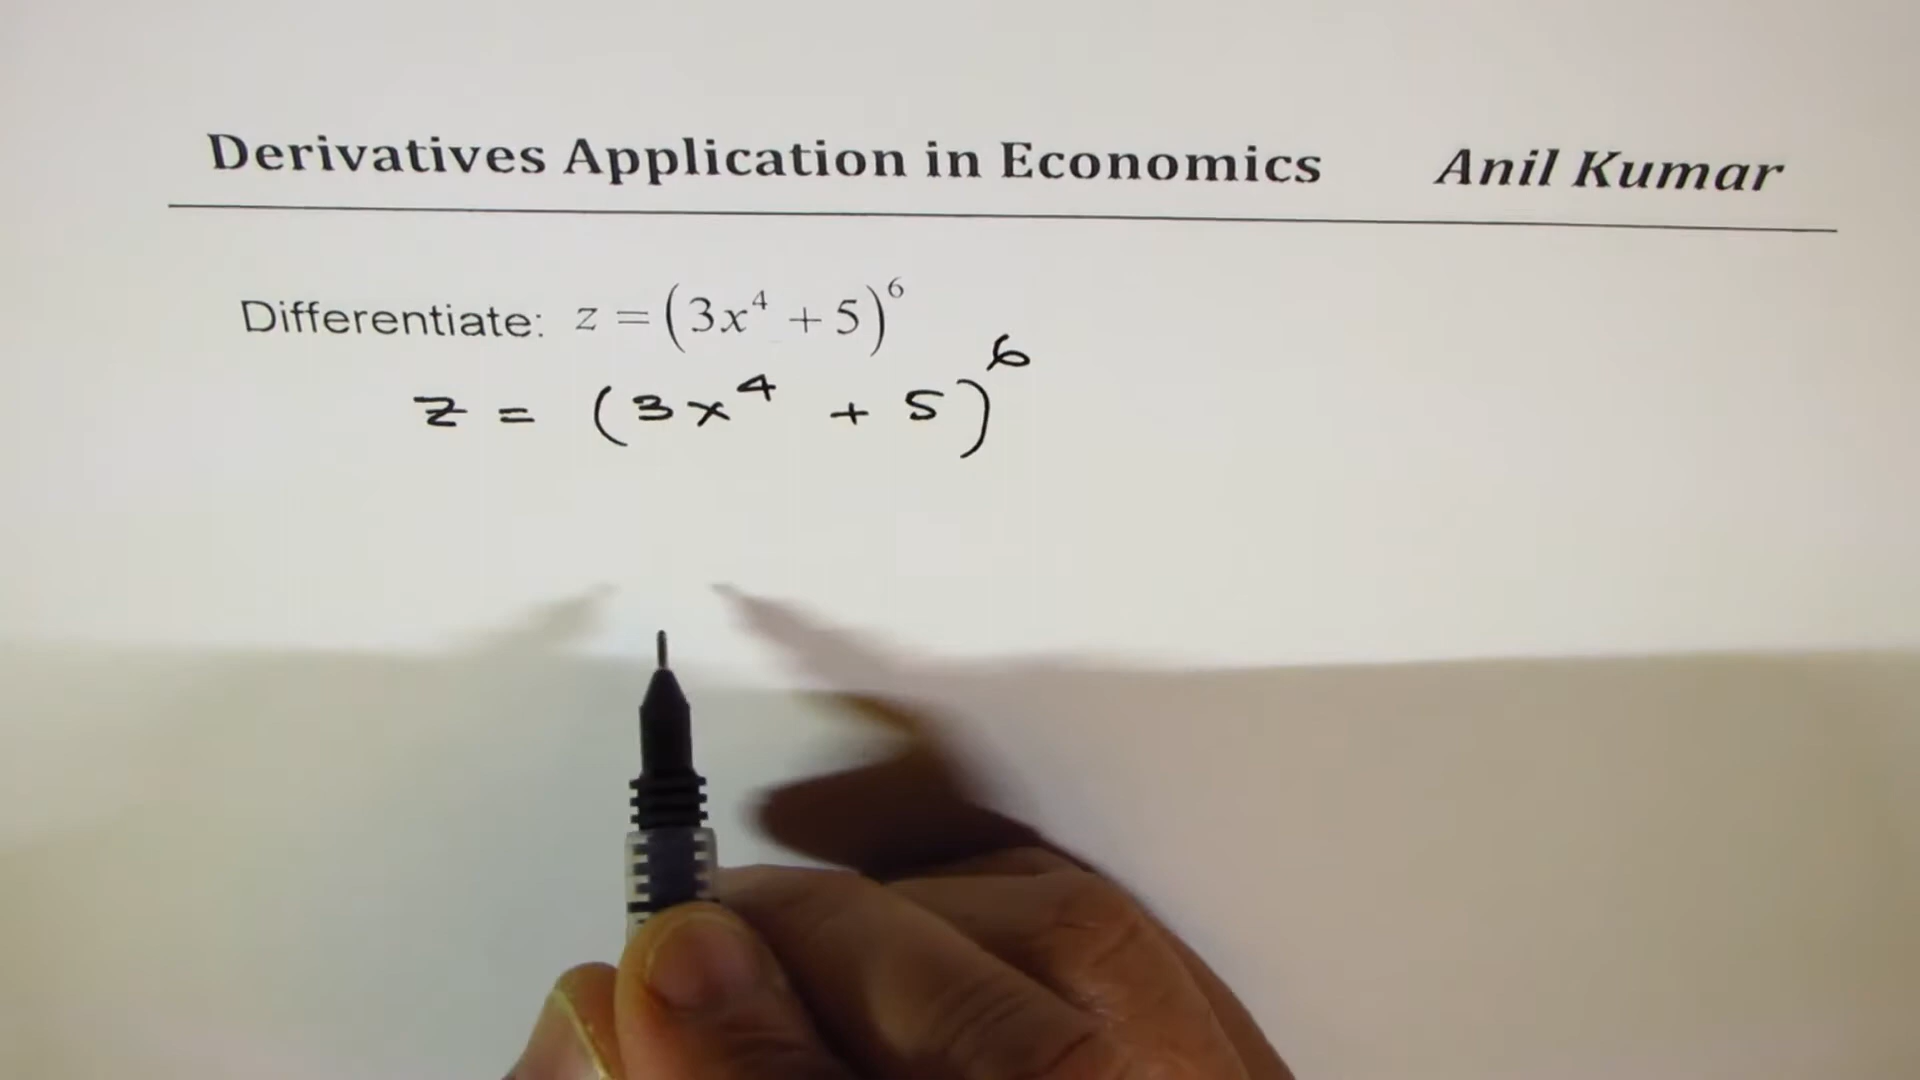 Derivatives Application in Economics Anil Kumar
Differentiate: z = (3x⁴ + 5)⁶
z = (3x⁴ + 5)⁶